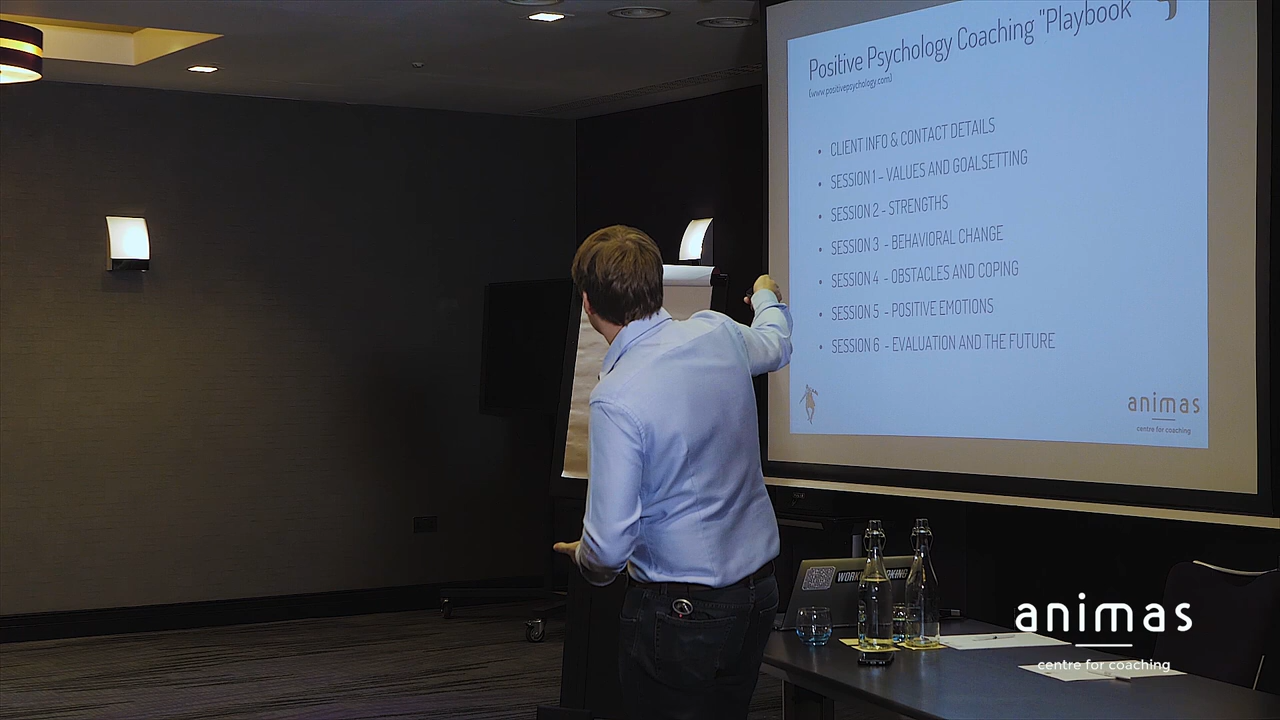 Positive Psychology Coaching "Playbook"
(www.positivepsychology.com)
• CLIENT INFO & CONTACT DETAILS
• SESSION 1 - VALUES AND GOALSETTING
• SESSION 2 - STRENGTHS
• SESSION 3 - BEHAVIORAL CHANGE
• SESSION 4 - OBSTACLES AND COPING
• SESSION 5 - POSITIVE EMOTIONS
• SESSION 6 - EVALUATION AND THE FUTURE
animas
centre for coaching
animas
centre for coaching